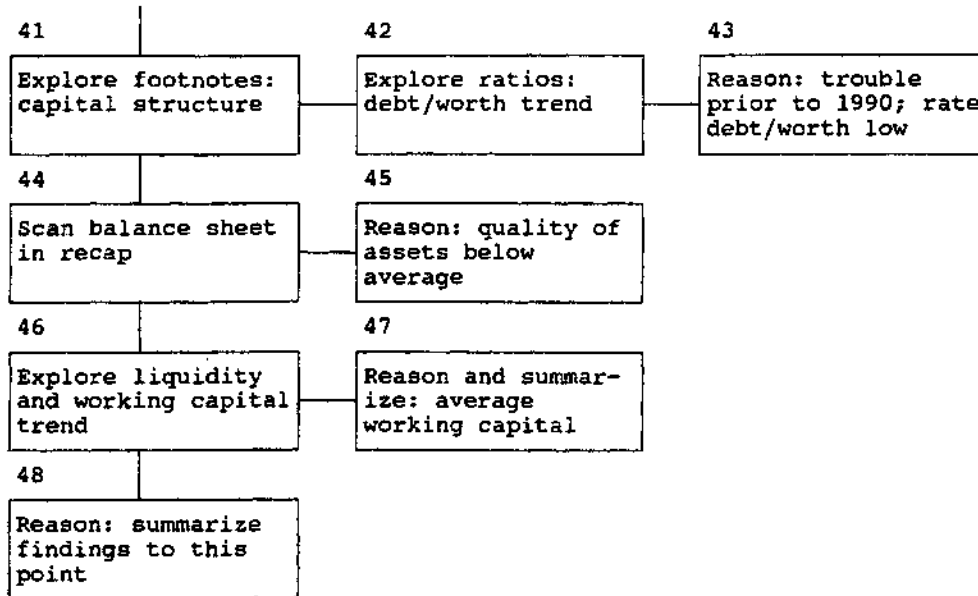 41
Explore footnotes:
capital structure
42
Explore ratios:
debt/worth trend
43
Reason: trouble
prior to 1990; rate
debt/worth low
44
Scan balance sheet
in recap
45
Reason: quality of
assets below
average
46
Explore liquidity
and working capital
trend
47
Reason and summar-
ize: average
working capital
48
Reason: summarize
findings to this
point